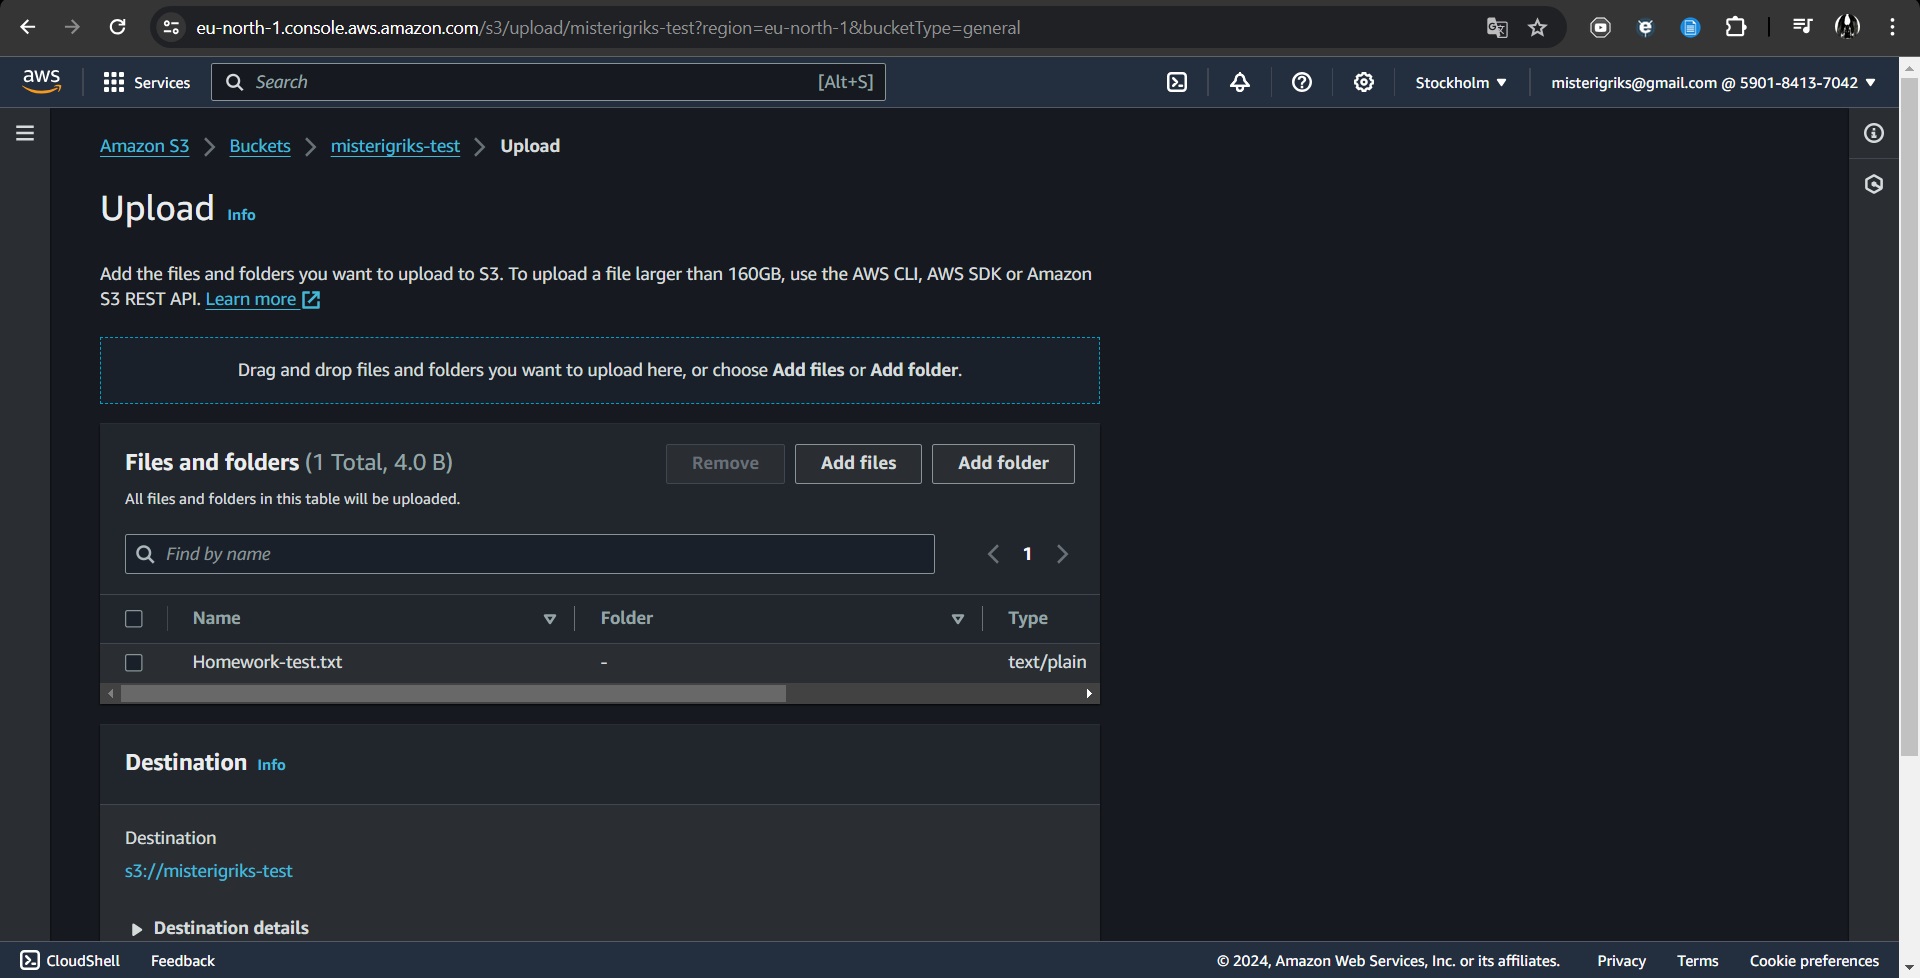 eu-north-1.console.aws.amazon.com/s3/upload/misterigriks-test?region=eu-north-1&bucketType=general
aws
Services
Search
[Alt+S]
Stockholm
misterigriks@gmail.com @ 5901-8413-7042
Amazon S3
Buckets
misterigriks-test
Upload
Upload Info
Add the files and folders you want to upload to S3. To upload a file larger than 160GB, use the AWS CLI, AWS SDK or Amazon
S3 REST API. Learn more
Drag and drop files and folders you want to upload here, or choose Add files or Add folder.
Files and folders (1 Total, 4.0 B)
Remove
Add files
Add folder
All files and folders in this table will be uploaded.
Find by name
1
Name
Folder
Type
Homework-test.txt
-
text/plain
Destination Info
Destination
s3://misterigriks-test
Destination details
CloudShell
Feedback
© 2024, Amazon Web Services, Inc. or its affiliates.
Privacy
Terms
Cookie preferences